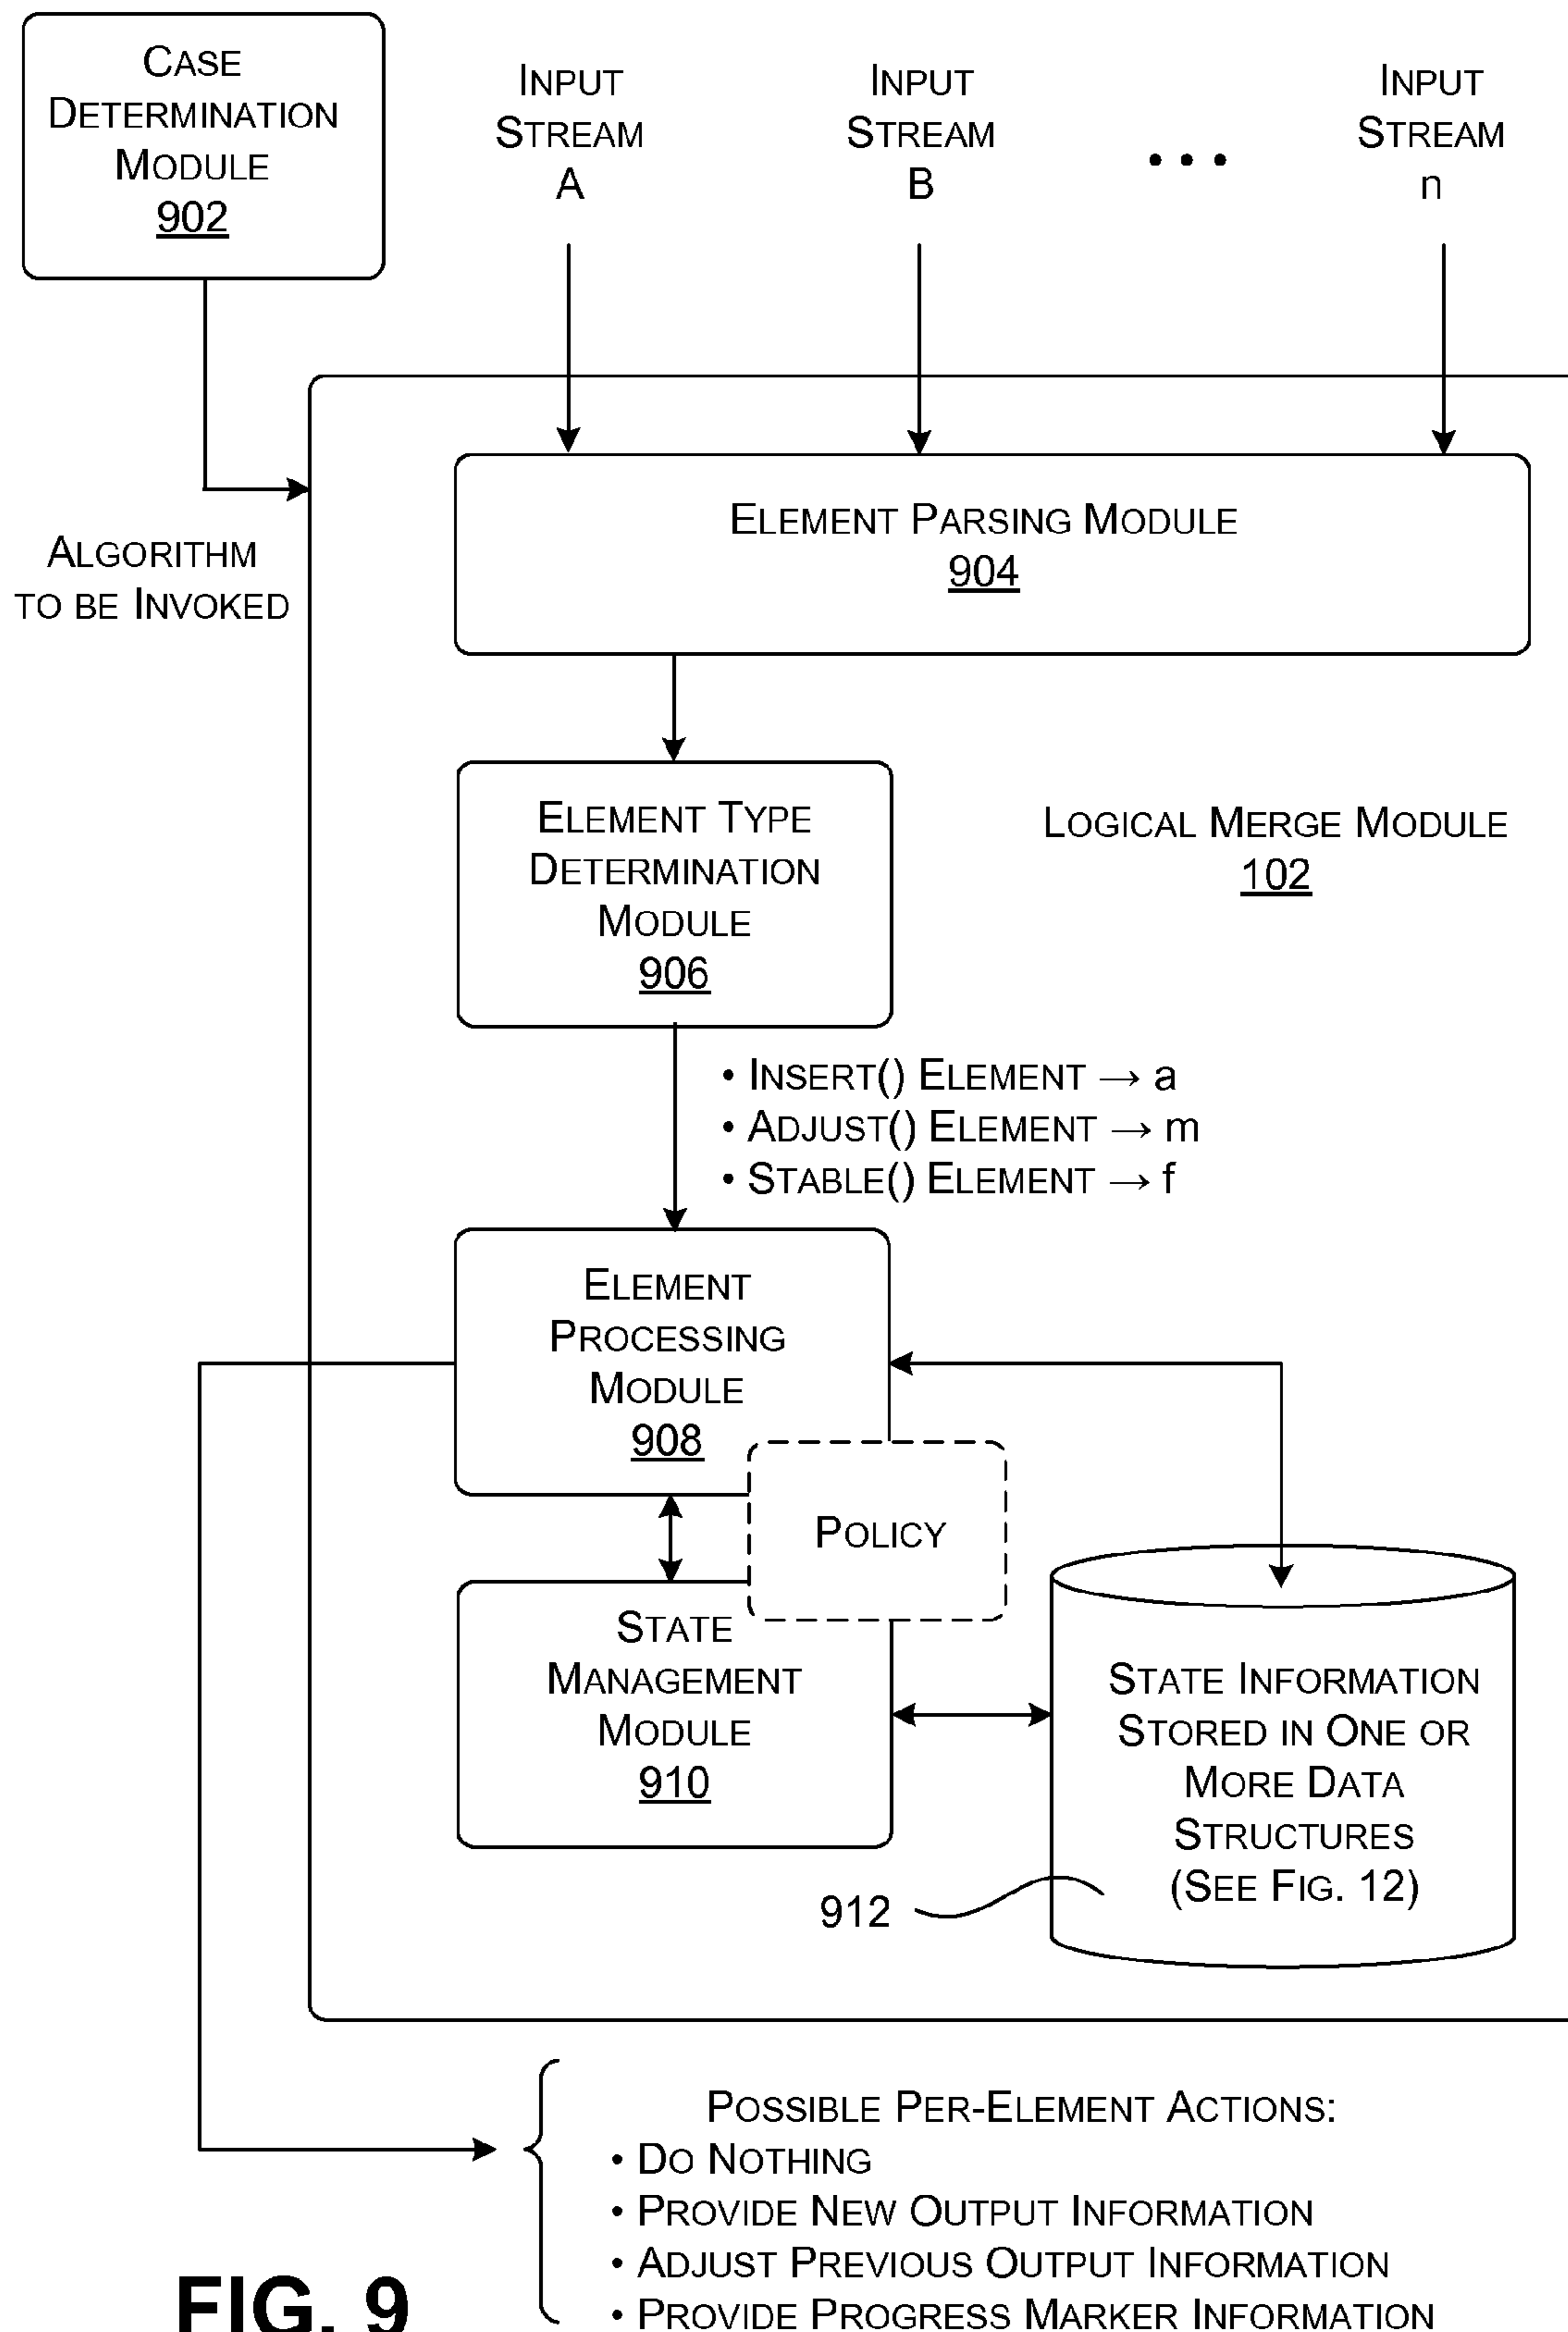 CASE
DETERMINATION
MODULE
902
INPUT
STREAM
A
INPUT
STREAM
B
• • •
INPUT
STREAM
n
ALGORITHM
TO BE INVOKED
ELEMENT PARSING MODULE
904
ELEMENT TYPE
DETERMINATION
MODULE
906
LOGICAL MERGE MODULE
102
• INSERT() ELEMENT → a
• ADJUST() ELEMENT → m
• STABLE() ELEMENT → f
ELEMENT
PROCESSING
MODULE
908
POLICY
STATE
MANAGEMENT
MODULE
910
STATE INFORMATION
STORED IN ONE OR
MORE DATA
STRUCTURES
(SEE FIG. 12)
912
POSSIBLE PER-ELEMENT ACTIONS:
• DO NOTHING
• PROVIDE NEW OUTPUT INFORMATION
• ADJUST PREVIOUS OUTPUT INFORMATION
• PROVIDE PROGRESS MARKER INFORMATION
FIG. 9